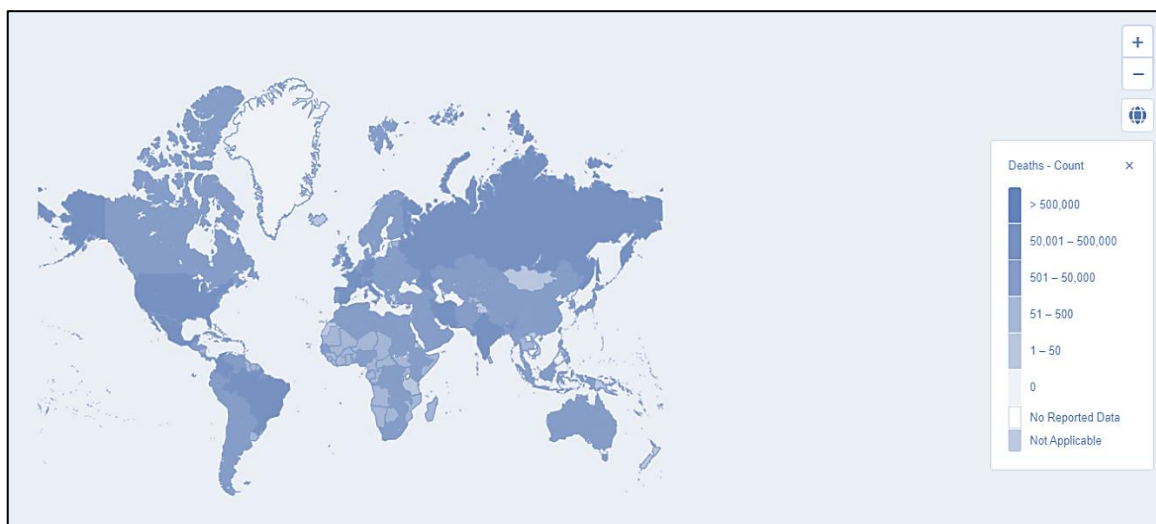 +
−
Deaths - Count ×
> 500,000
50,001 – 500,000
501 – 50,000
51 – 500
1 – 50
0
No Reported Data
Not Applicable